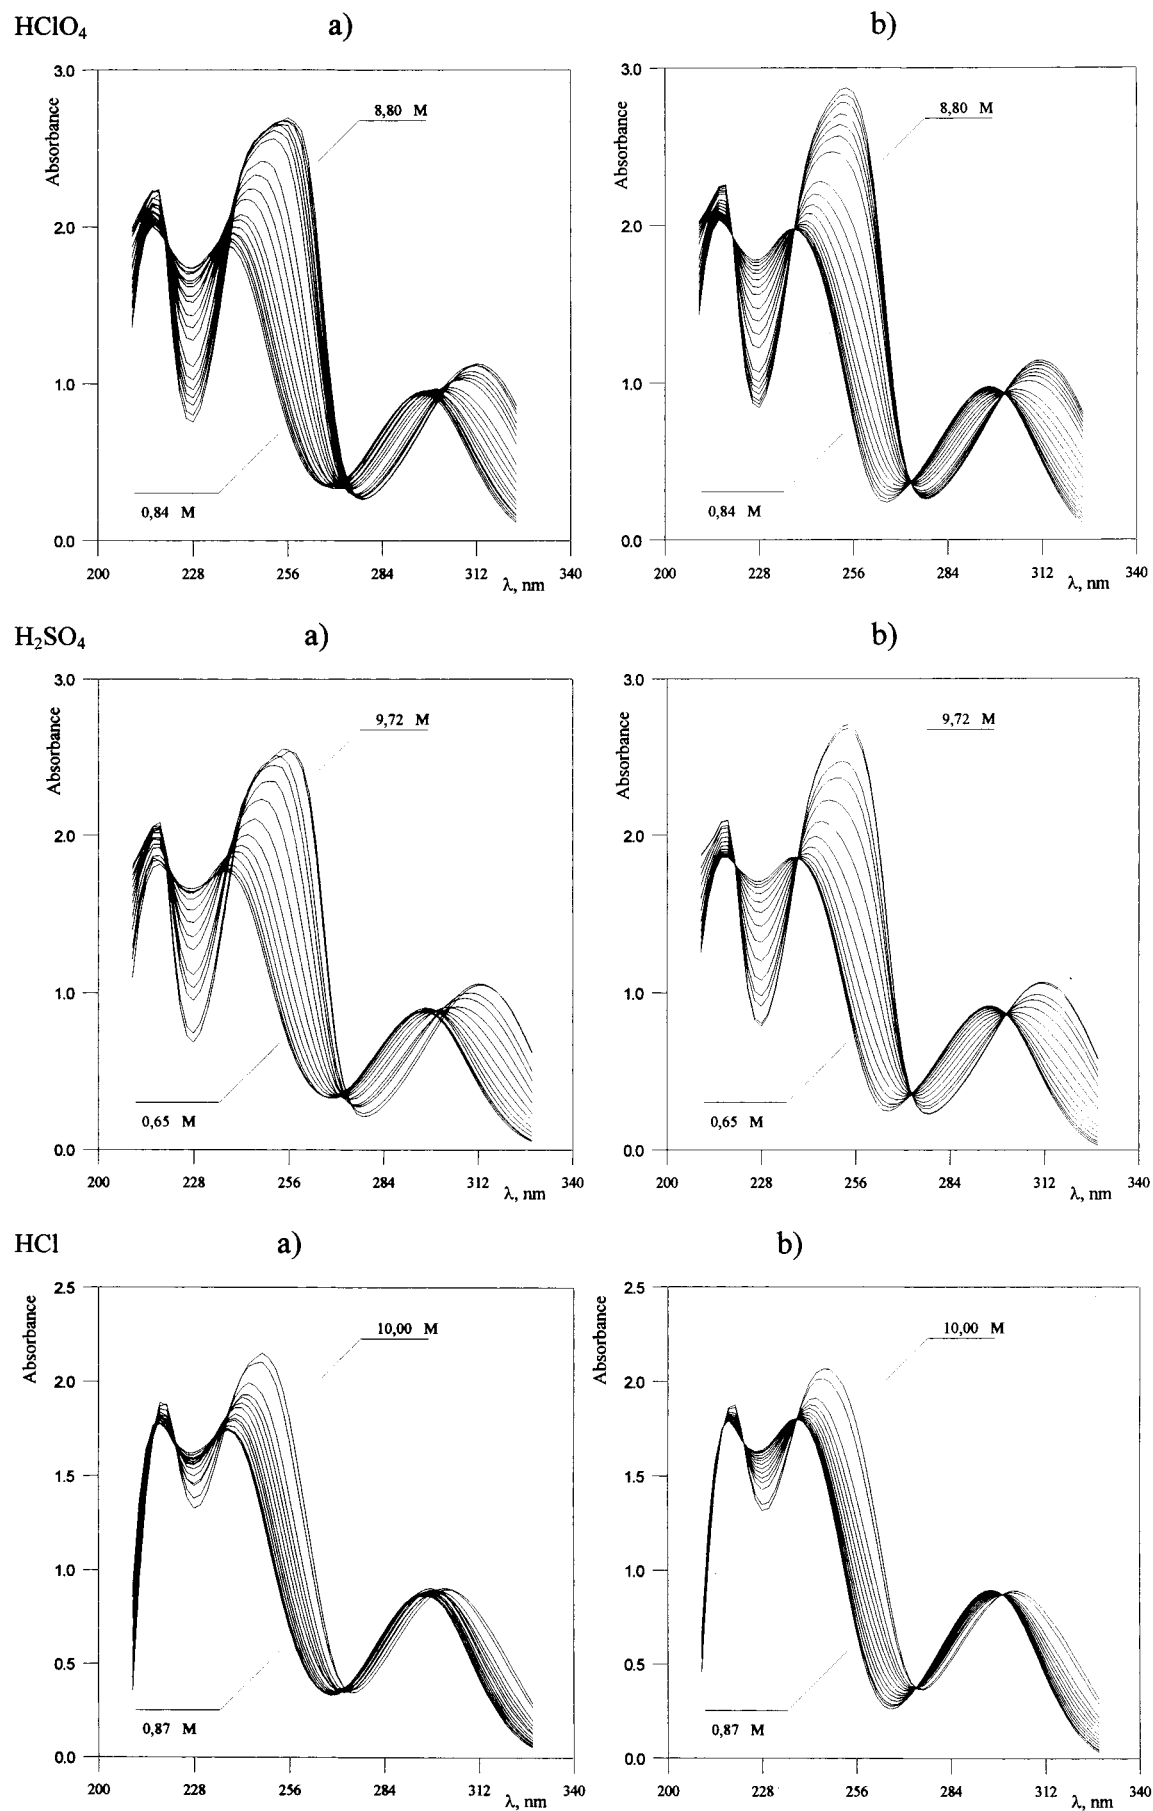 HClO₄ a) b)
3.0
Absorbance
8,80 M
2.0
1.0
0,84 M
0.0
200 228 256 284 312 340
λ, nm
3.0
Absorbance
8,80 M
2.0
1.0
0,84 M
0.0
200 228 256 284 312 340
λ, nm
H₂SO₄ a) b)
3.0
Absorbance
9,72 M
2.0
1.0
0,65 M
0.0
200 228 256 284 312 340
λ, nm
3.0
Absorbance
9,72 M
2.0
1.0
0,65 M
0.0
200 228 256 284 312 340
λ, nm
HCl a) b)
2.5
Absorbance
10,00 M
2.0
1.5
1.0
0.5
0,87 M
0.0
200 228 256 284 312 340
λ, nm
2.5
Absorbance
10,00 M
2.0
1.5
1.0
0.5
0,87 M
0.0
200 228 256 284 312 340
λ, nm